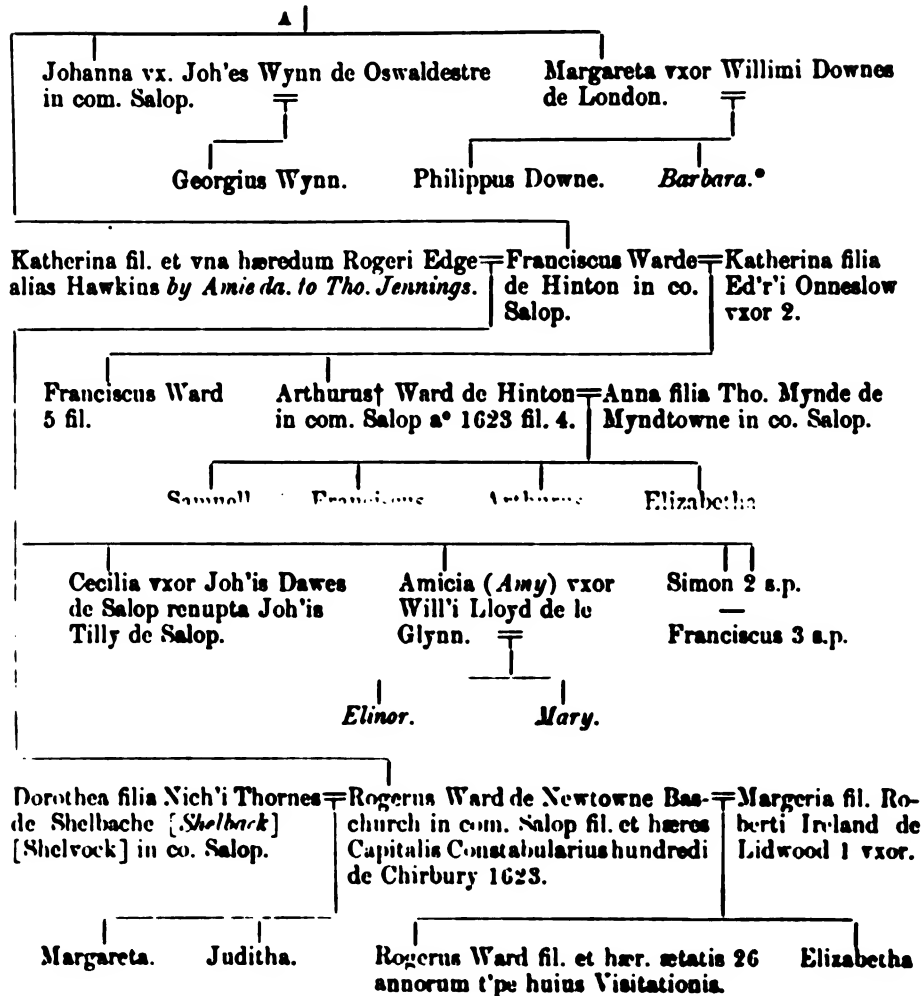 A
Johanna vx. Joh'es Wynn de Oswaldestre
in com. Salop.
Margareta vxor Willimi Downes
de London.
Georgius Wynn.
Philippus Downe.
Barbara.*
Katherina fil. et vna hæredum Rogeri Edge
alias Hawkins by Amie da. to Tho. Jennings.
Franciscus Warde
de Hinton in co.
Salop.
Katherina filia
Ed'r'i Onneslow
vxor 2.
Franciscus Ward
5 fil.
Arthurus† Ward de Hinton
in com. Salop a° 1623 fil. 4.
Anna filia Tho. Mynde de
Myndtowne in co. Salop.
Samuell
Franciscus
Arthurus
Elizabetha
Cecilia vxor Joh'is Dawes
de Salop renupta Joh'is
Tilly de Salop.
Amicia (Amy) vxor
Will'i Lloyd de le
Glynn.
Simon 2 s.p.
Franciscus 3 s.p.
Elinor.
Mary.
Dorothea filia Nich'i Thornes
de Shelbache [Shelback]
[Shelvock] in co. Salop.
Rogerus Ward de Newtowne Bas-
church in com. Salop fil. et hæres
Capitalis Constabularius hundredi
de Chirbury 1623.
Margeria fil. Ro-
berti Ireland de
Lidwood 1 vxor.
Margareta.
Juditha.
Rogerus Ward fil. et hær. ætatis 26
annorum t'pe huius Visitationis.
Elizabetha